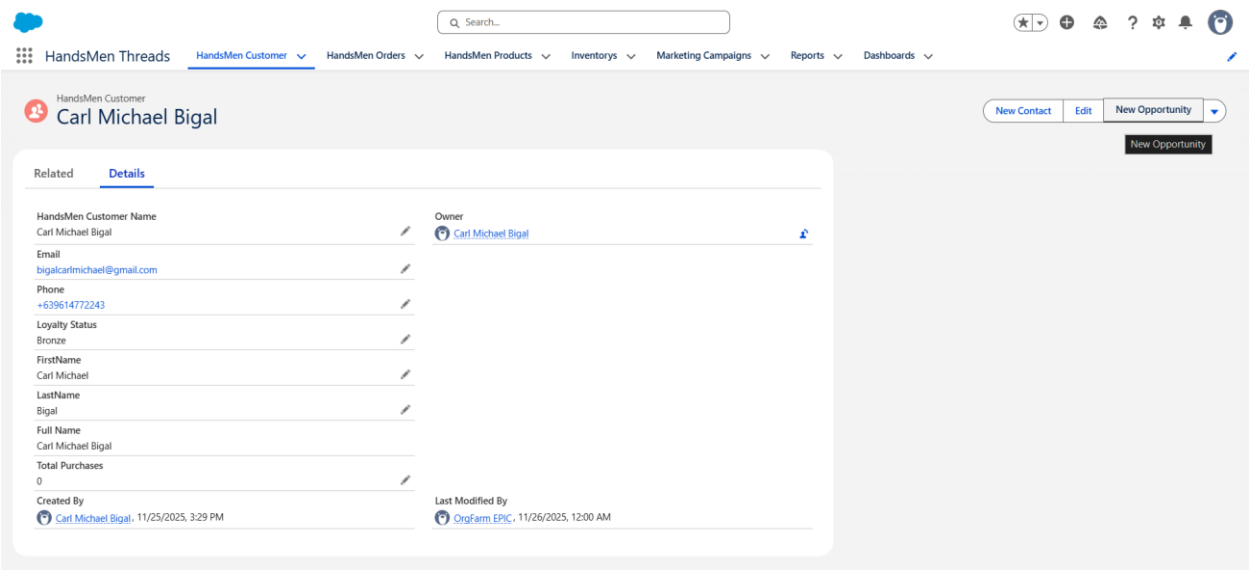 Search...
HandsMen Threads HandsMen Customer HandsMen Orders HandsMen Products Inventorys Marketing Campaigns Reports Dashboards
HandsMen Customer
Carl Michael Bigal
New Contact Edit New Opportunity
New Opportunity
Related Details
HandsMen Customer Name Owner
Carl Michael Bigal Carl Michael Bigal
Email
bigalcarlmichael@gmail.com
Phone
+639614772243
Loyalty Status
Bronze
FirstName
Carl Michael
LastName
Bigal
Full Name
Carl Michael Bigal
Total Purchases
0
Created By Last Modified By
Carl Michael Bigal, 11/25/2025, 3:29 PM OrgFarm EPIC, 11/26/2025, 12:00 AM